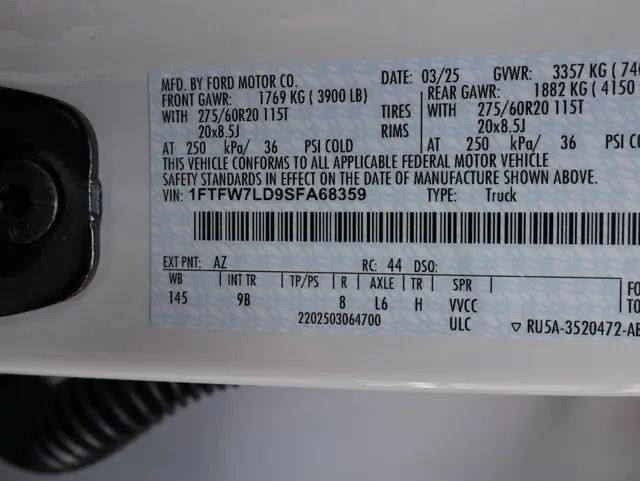 MFD. BY FORD MOTOR CO. DATE: 03/25 GVWR: 3357 KG (740
FRONT GAWR: 1769 KG (3900 LB) REAR GAWR: 1882 KG (4150
WITH 275/60R20 115T TIRES 275/60R20 115T
20x8.5J RIMS 20x8.5J
AT 250 kPa/ 36 PSI COLD AT 250 kPa/ 36 PSI COLD
THIS VEHICLE CONFORMS TO ALL APPLICABLE FEDERAL MOTOR VEHICLE
SAFETY STANDARDS IN EFFECT ON THE DATE OF MANUFACTURE SHOWN ABOVE.
VIN: 1FTFW7LD9SFA68359 TYPE: Truck
EXT PNT: AZ RC: 44 DSO:
WB INT TR TP/PS R AXLE TR SPR
145 9B 8 L6 H VVCC
2202503064700 ULC ▽ RU5A-3520472-AE